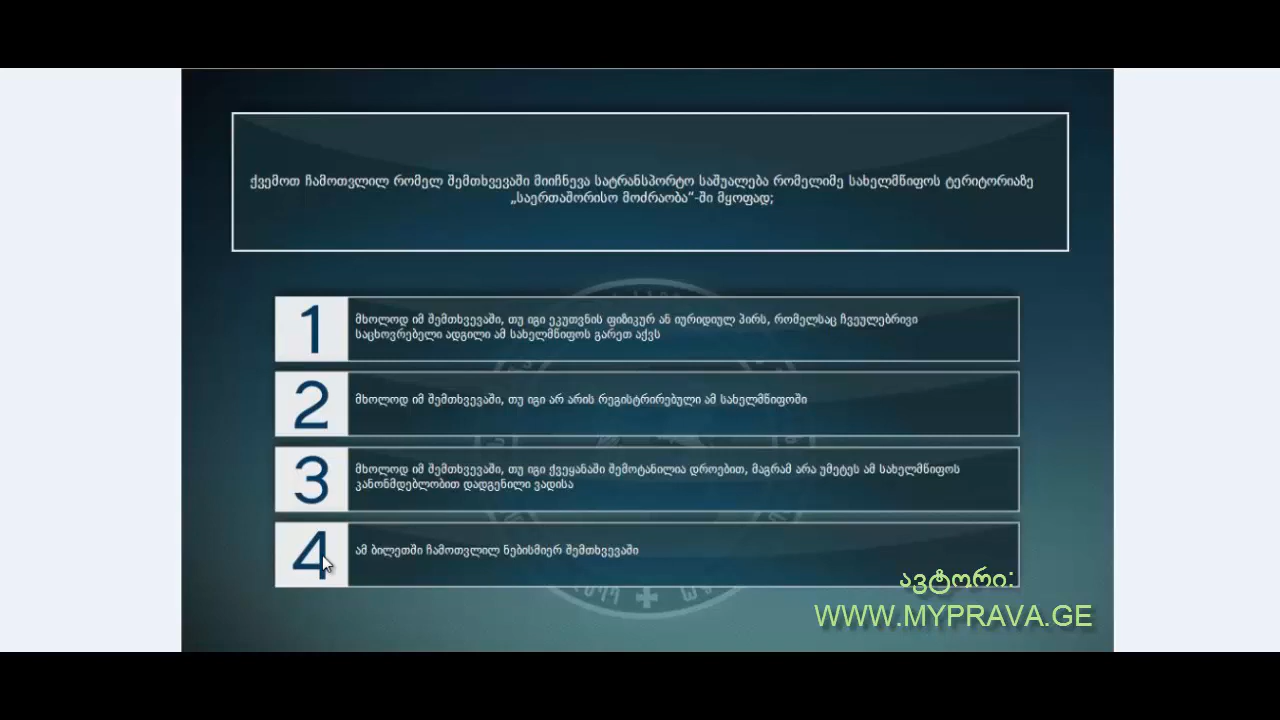 ქვემოთ ჩამოთვლილ რომელ შემთხვევაში მიიჩნევა სატრანსპორტო საშუალება რომელიმე სახელმწიფოს ტერიტორიაზე
„საერთაშორისო მოძრაობა“-ში მყოფად;
1
მხოლოდ იმ შემთხვევაში, თუ იგი ეკუთვნის ფიზიკურ ან იურიდიულ პირს, რომელსაც ჩვეულებრივი
საცხოვრებელი ადგილი ამ სახელმწიფოს გარეთ აქვს
2
მხოლოდ იმ შემთხვევაში, თუ იგი არ არის რეგისტრირებული ამ სახელმწიფოში
3
მხოლოდ იმ შემთხვევაში, თუ იგი ქვეყანაში შემოტანილია დროებით, მაგრამ არა უმეტეს ამ სახელმწიფოს
კანონმდებლობით დადგენილი ვადისა
4
ამ ბილეთში ჩამოთვლილ ნებისმიერ შემთხვევაში
ავტორი:
WWW.MYPRAVA.GE